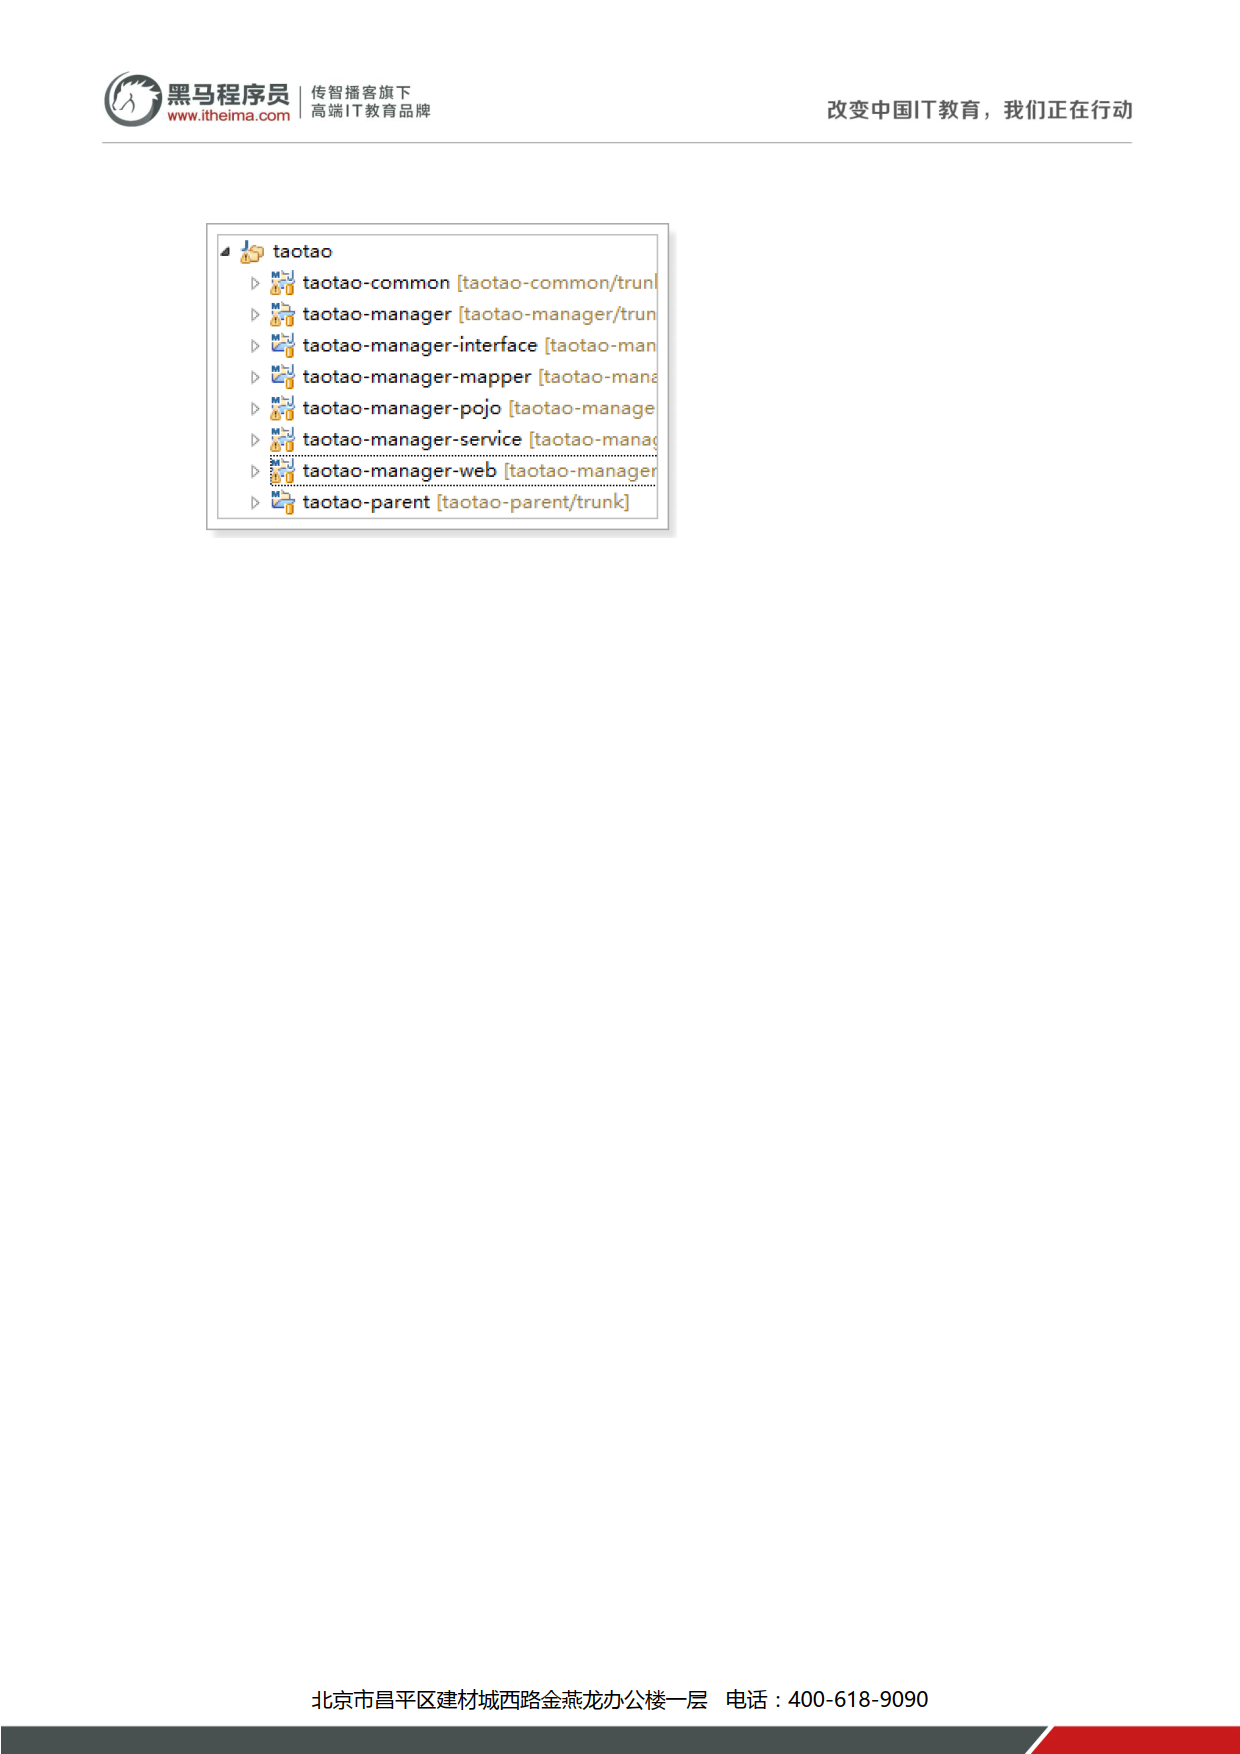 黑马程序员
www.itheima.com
传智播客旗下
高端IT教育品牌
改变中国IT教育，我们正在行动
taotao
taotao-common [taotao-common/trunk
taotao-manager [taotao-manager/trun
taotao-manager-interface [taotao-man
taotao-manager-mapper [taotao-mana
taotao-manager-pojo [taotao-manage
taotao-manager-service [taotao-manag
taotao-manager-web [taotao-manager
taotao-parent [taotao-parent/trunk]
北京市昌平区建材城西路金燕龙办公楼一层 电话：400-618-9090